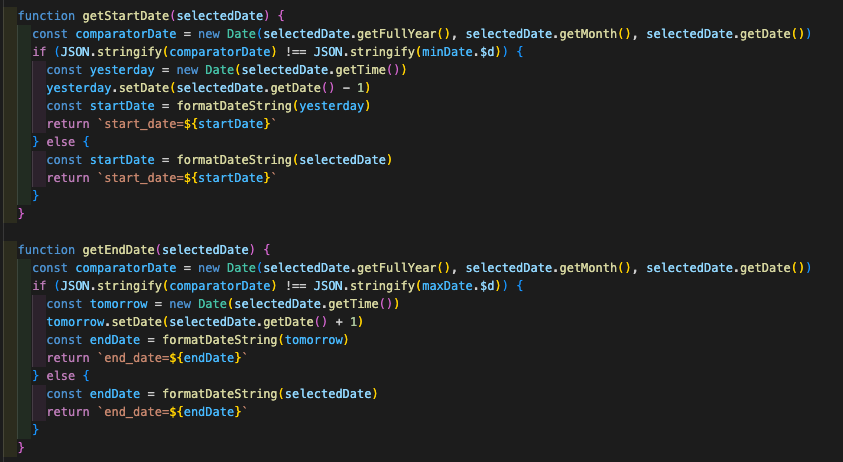 function getStartDate(selectedDate) {
  const comparatorDate = new Date(selectedDate.getFullYear(), selectedDate.getMonth(), selectedDate.getDate())
  if (JSON.stringify(comparatorDate) !== JSON.stringify(minDate.$d)) {
    const yesterday = new Date(selectedDate.getTime())
    yesterday.setDate(selectedDate.getDate() - 1)
    const startDate = formatDateString(yesterday)
    return `start_date=${startDate}`
  } else {
    const startDate = formatDateString(selectedDate)
    return `start_date=${startDate}`
  }
}

function getEndDate(selectedDate) {
  const comparatorDate = new Date(selectedDate.getFullYear(), selectedDate.getMonth(), selectedDate.getDate())
  if (JSON.stringify(comparatorDate) !== JSON.stringify(maxDate.$d)) {
    const tomorrow = new Date(selectedDate.getTime())
    tomorrow.setDate(selectedDate.getDate() + 1)
    const endDate = formatDateString(tomorrow)
    return `end_date=${endDate}`
  } else {
    const endDate = formatDateString(selectedDate)
    return `end_date=${endDate}`
  }
}